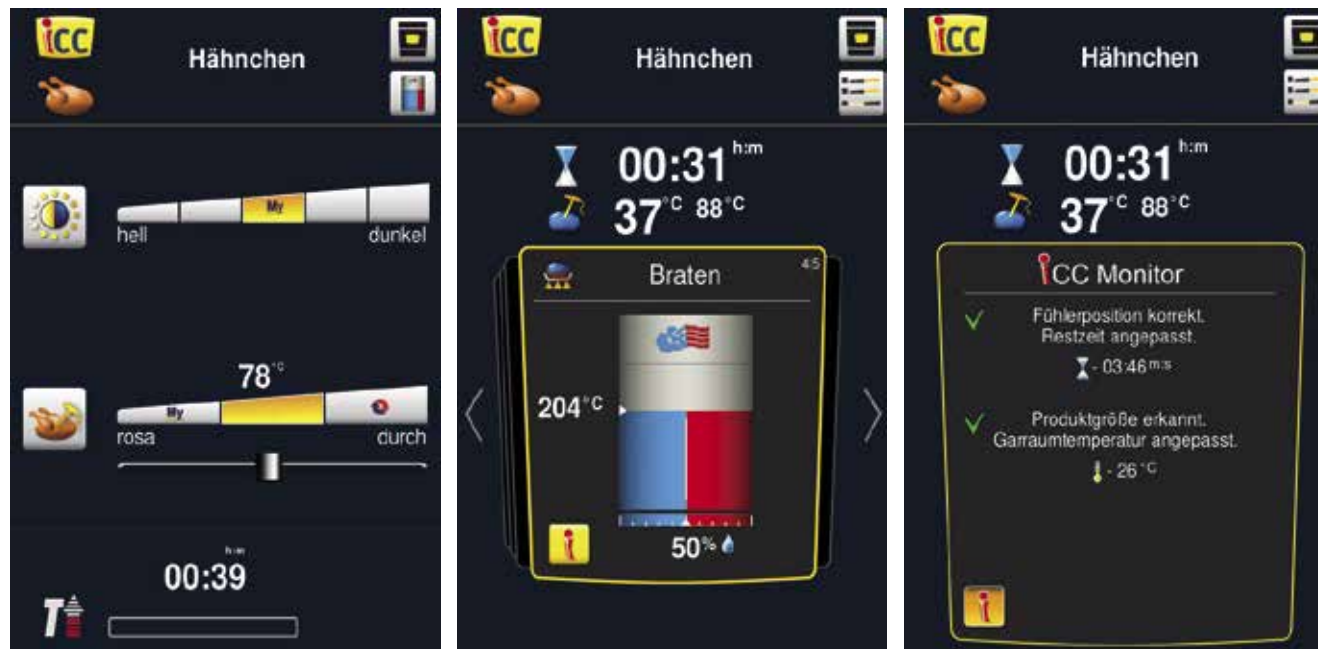 iCC
Hähnchen
My
hell
dunkel
78°C
My
rosa
durch
h:m
00:39
T
iCC
Hähnchen
00:31 h:m
37°C 88°C
Braten
4:5
204°C
i
50%
iCC
Hähnchen
00:31 h:m
37°C 88°C
iCC Monitor
Fühlerposition korrekt.
Restzeit angepasst.
- 03:46 m:s
Produktgröße erkannt.
Garraumtemperatur angepasst.
- 26 °C
i